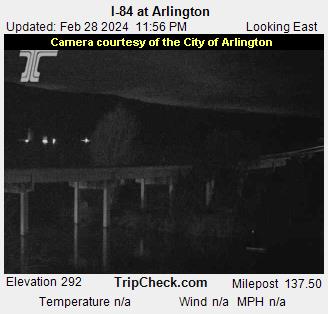 I-84 at Arlington
Updated: Feb 28 2024 11:56 PM Looking East
Camera courtesy of the City of Arlington
Elevation 292 TripCheck.com Milepost 137.50
Temperature n/a Wind n/a MPH n/a